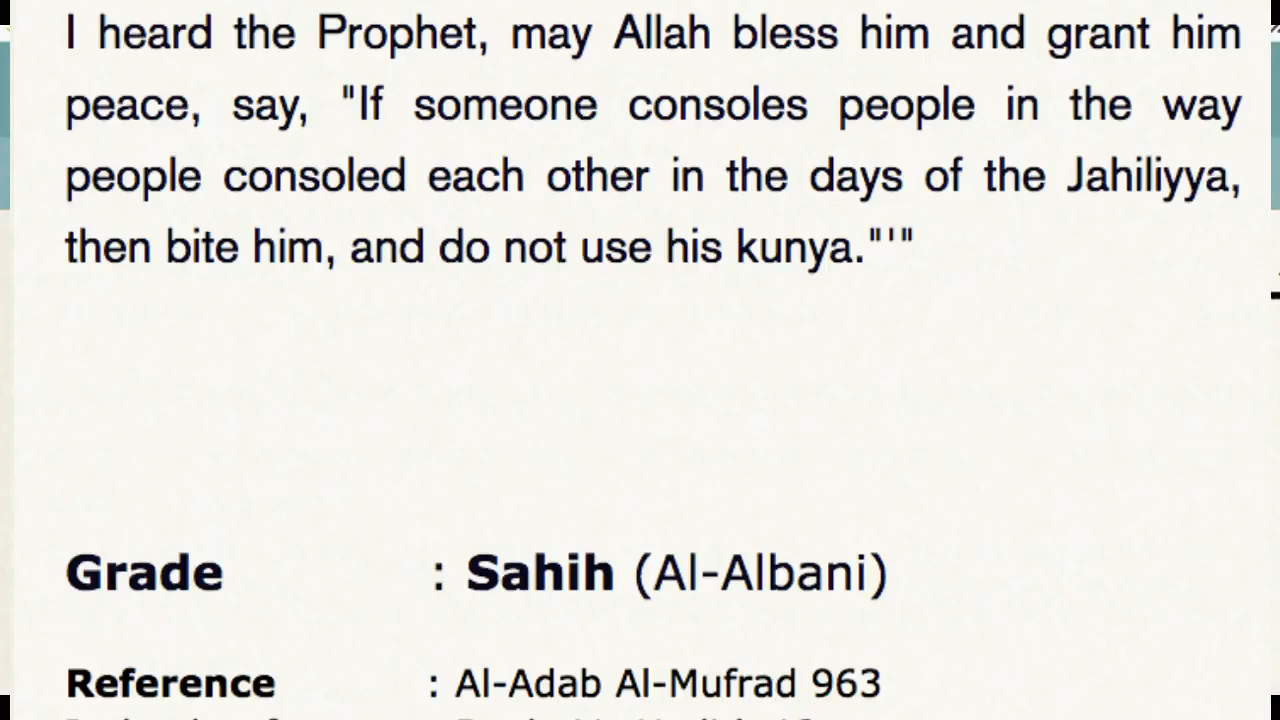 I heard the Prophet, may Allah bless him and grant him
peace, say, "If someone consoles people in the way
people consoled each other in the days of the Jahiliyya,
then bite him, and do not use his kunya."'"
Grade : Sahih (Al-Albani)
Reference : Al-Adab Al-Mufrad 963